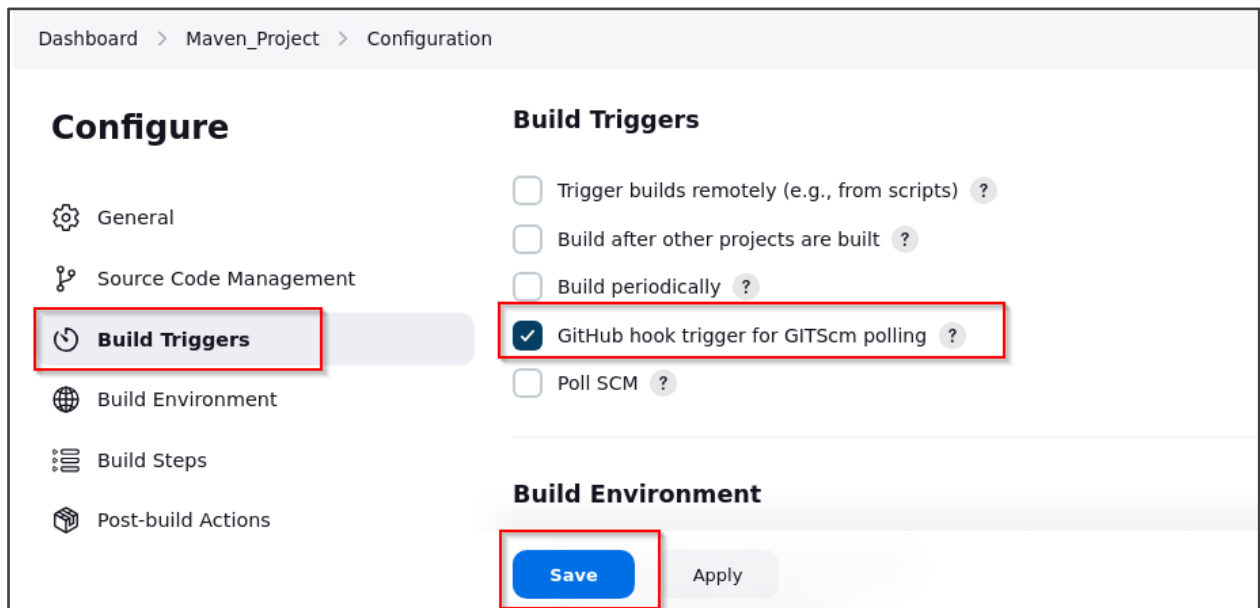 Dashboard > Maven_Project > Configuration
Configure
General
Source Code Management
Build Triggers
Build Environment
Build Steps
Post-build Actions
Build Triggers
Trigger builds remotely (e.g., from scripts) ?
Build after other projects are built ?
Build periodically ?
GitHub hook trigger for GITScm polling ?
Poll SCM ?
Build Environment
Save Apply